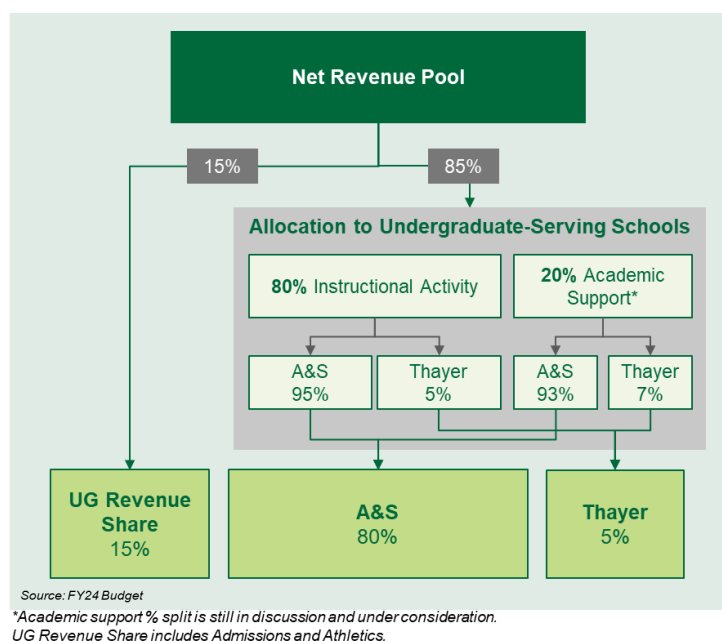 Net Revenue Pool
15%
85%
Allocation to Undergraduate-Serving Schools
80% Instructional Activity
20% Academic
Support*
A&S
95%
Thayer
5%
A&S
93%
Thayer
7%
UG Revenue
Share
15%
A&S
80%
Thayer
5%
Source: FY24 Budget
*Academic support % split is still in discussion and under consideration.
UG Revenue Share includes Admissions and Athletics.